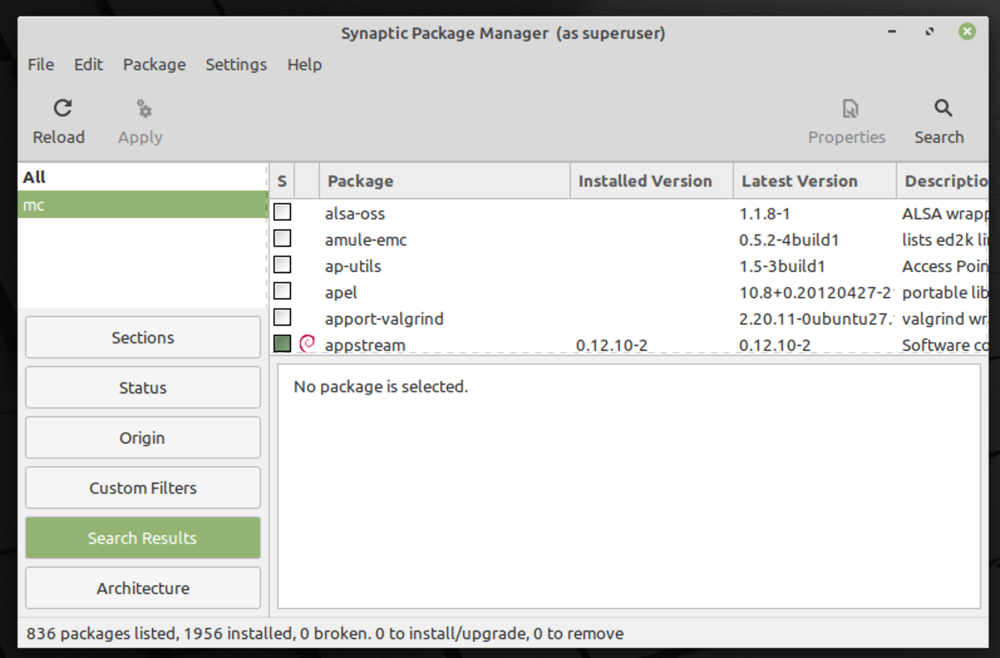 Synaptic Package Manager (as superuser)
File Edit Package Settings Help
Reload Apply Properties Search
All
mc
S Package Installed Version Latest Version Descriptio
alsa-oss 1.1.8-1 ALSA wrapp
amule-emc 0.5.2-4build1 lists ed2k li
ap-utils 1.5-3build1 Access Poin
apel 10.8+0.20120427-2 portable lib
apport-valgrind 2.20.11-0ubuntu27. valgrind wr
appstream 0.12.10-2 0.12.10-2 Software co
Sections
Status
Origin
Custom Filters
Search Results
Architecture
No package is selected.
836 packages listed, 1956 installed, 0 broken. 0 to install/upgrade, 0 to remove